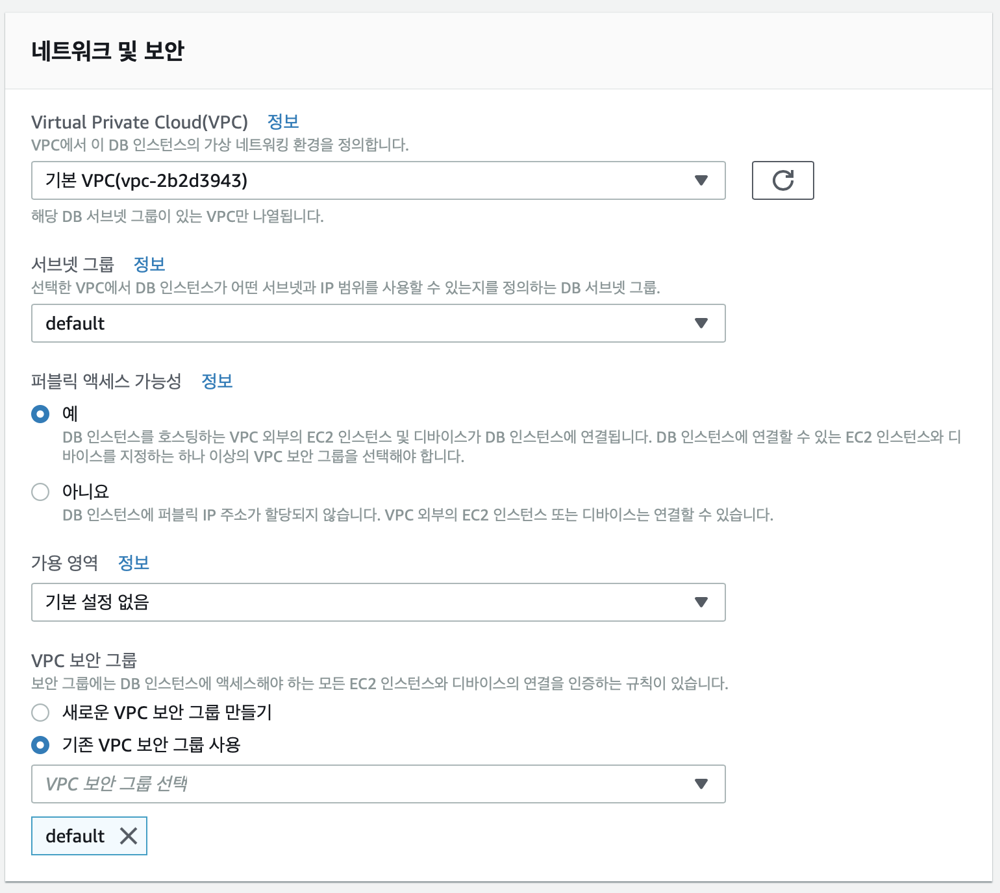 네트워크 및 보안
Virtual Private Cloud(VPC) 정보
VPC에서 이 DB 인스턴스의 가상 네트워킹 환경을 정의합니다.
기본 VPC(vpc-2b2d3943)
해당 DB 서브넷 그룹이 있는 VPC만 나열됩니다.
서브넷 그룹 정보
선택한 VPC에서 DB 인스턴스가 어떤 서브넷과 IP 범위를 사용할 수 있는지를 정의하는 DB 서브넷 그룹.
default
퍼블릭 액세스 가능성 정보
예
DB 인스턴스를 호스팅하는 VPC 외부의 EC2 인스턴스 및 디바이스가 DB 인스턴스에 연결됩니다. DB 인스턴스에 연결할 수 있는 EC2 인스턴스와 디
바이스를 지정하는 하나 이상의 VPC 보안 그룹을 선택해야 합니다.
아니요
DB 인스턴스에 퍼블릭 IP 주소가 할당되지 않습니다. VPC 외부의 EC2 인스턴스 또는 디바이스는 연결할 수 있습니다.
가용 영역 정보
기본 설정 없음
VPC 보안 그룹
보안 그룹에는 DB 인스턴스에 액세스해야 하는 모든 EC2 인스턴스와 디바이스의 연결을 인증하는 규칙이 있습니다.
새로운 VPC 보안 그룹 만들기
기존 VPC 보안 그룹 사용
VPC 보안 그룹 선택
default